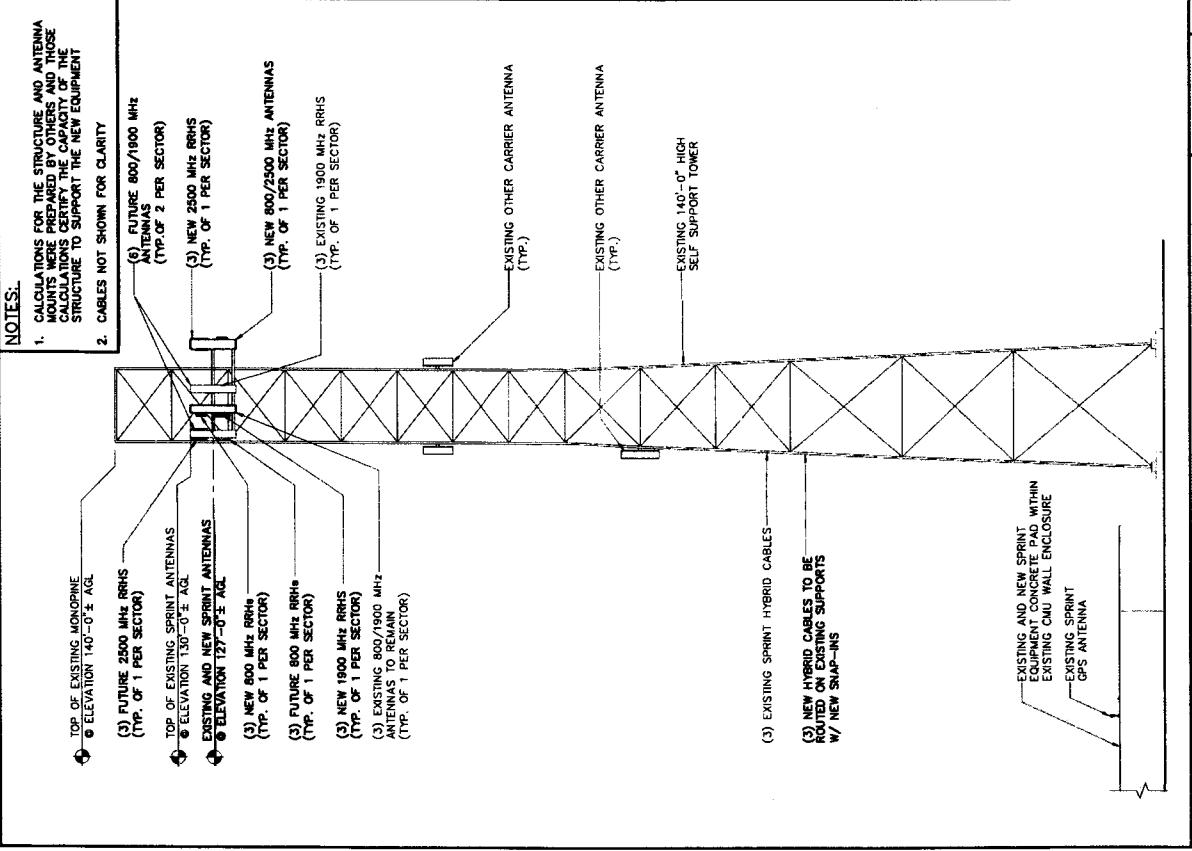 NOTES:
1. CALCULATIONS FOR THE STRUCTURE AND ANTENNA
MOUNTS WERE PREPARED BY OTHERS AND THOSE
CALCULATIONS CERTIFY THE CAPACITY OF THE
STRUCTURE TO SUPPORT THE NEW EQUIPMENT
2. CABLES NOT SHOWN FOR CLARITY
(6) FUTURE 800/1900 MHz
ANTENNAS
(TYP.OF 2 PER SECTOR)
(3) NEW 2500 MHz RRHS
(TYP. OF 1 PER SECTOR)
(3) NEW 800/2500 MHz ANTENNAS
(TYP. OF 1 PER SECTOR)
(3) EXISTING 1900 MHz RRHS
(TYP. OF 1 PER SECTOR)
EXISTING OTHER CARRIER ANTENNA
(TYP.)
EXISTING OTHER CARRIER ANTENNA
(TYP.)
EXISTING 140'-0" HIGH
SELF SUPPORT TOWER
TOP OF EXISTING MONOPINE
@ ELEVATION 140'-0"± AGL
(3) FUTURE 2500 MHz RRHS
(TYP. OF 1 PER SECTOR)
TOP OF EXISTING SPRINT ANTENNAS
@ ELEVATION 130'-0"± AGL
EXISTING AND NEW SPRINT ANTENNAS
@ ELEVATION 127'-0"± AGL
(3) NEW 800 MHz RRHs
(TYP. OF 1 PER SECTOR)
(3) FUTURE 800 MHz RRHs
(TYP. OF 1 PER SECTOR)
(3) NEW 1900 MHz RRHS
(TYP. OF 1 PER SECTOR)
(3) EXISTING 800/1900 MHz
ANTENNAS TO REMAIN
(TYP. OF 1 PER SECTOR)
(3) EXISTING SPRINT HYBRID CABLES
(3) NEW HYBRID CABLES TO BE
ROUTED ON EXISTING SUPPORTS
W/ NEW SNAP-INS
EXISTING AND NEW SPRINT
EQUIPMENT CONCRETE PAD WITHIN
EXISTING CMU WALL ENCLOSURE
EXISTING SPRINT
GPS ANTENNA